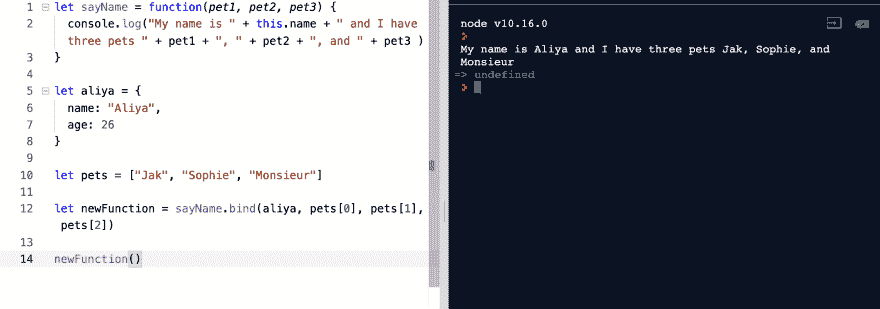 1 let sayName = function(pet1, pet2, pet3) {
2 console.log("My name is " + this.name + " and I have
three pets " + pet1 + ", " + pet2 + ", and " + pet3 )
3 }
4
5 let aliya = {
6 name: "Aliya",
7 age: 26
8 }
9
10 let pets = ["Jak", "Sophie", "Monsieur"]
11
12 let newFunction = sayName.bind(aliya, pets[0], pets[1],
pets[2])
13
14 newFunction()
node v10.16.0
My name is Aliya and I have three pets Jak, Sophie, and
Monsieur
=> undefined